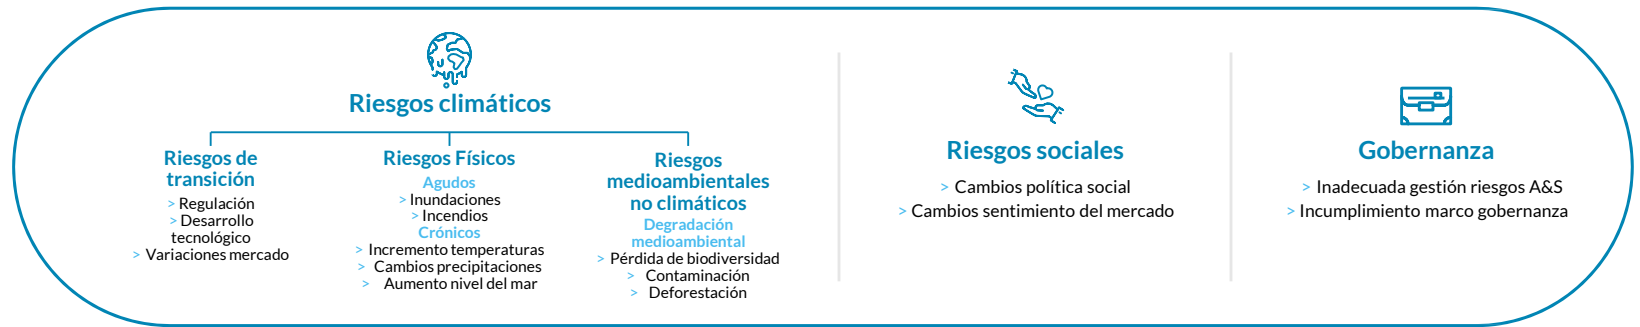 Riesgos climáticos
Riesgos de
transición
> Regulación
> Desarrollo
tecnológico
> Variaciones mercado
Riesgos Físicos
Agudos
> Inundaciones
> Incendios
Crónicos
> Incremento temperaturas
> Cambios precipitaciones
> Aumento nivel del mar
Riesgos
medioambientales
no climáticos
Degradación
medioambiental
> Pérdida de biodiversidad
> Contaminación
> Deforestación
Riesgos sociales
> Cambios política social
> Cambios sentimiento del mercado
Gobernanza
> Inadecuada gestión riesgos A&S
> Incumplimiento marco gobernanza